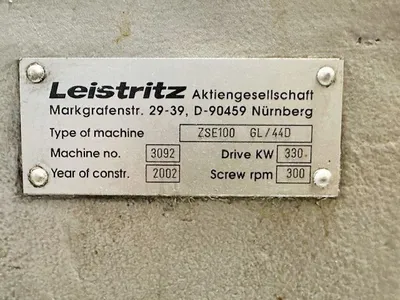 Leistritz Aktiengesellschaft
Markgrafenstr. 29-39, D-90459 Nürnberg
Type of machine ZSE100 GL/44D
Machine no. 3092 Drive KW 330
Year of constr. 2002 Screw rpm 300